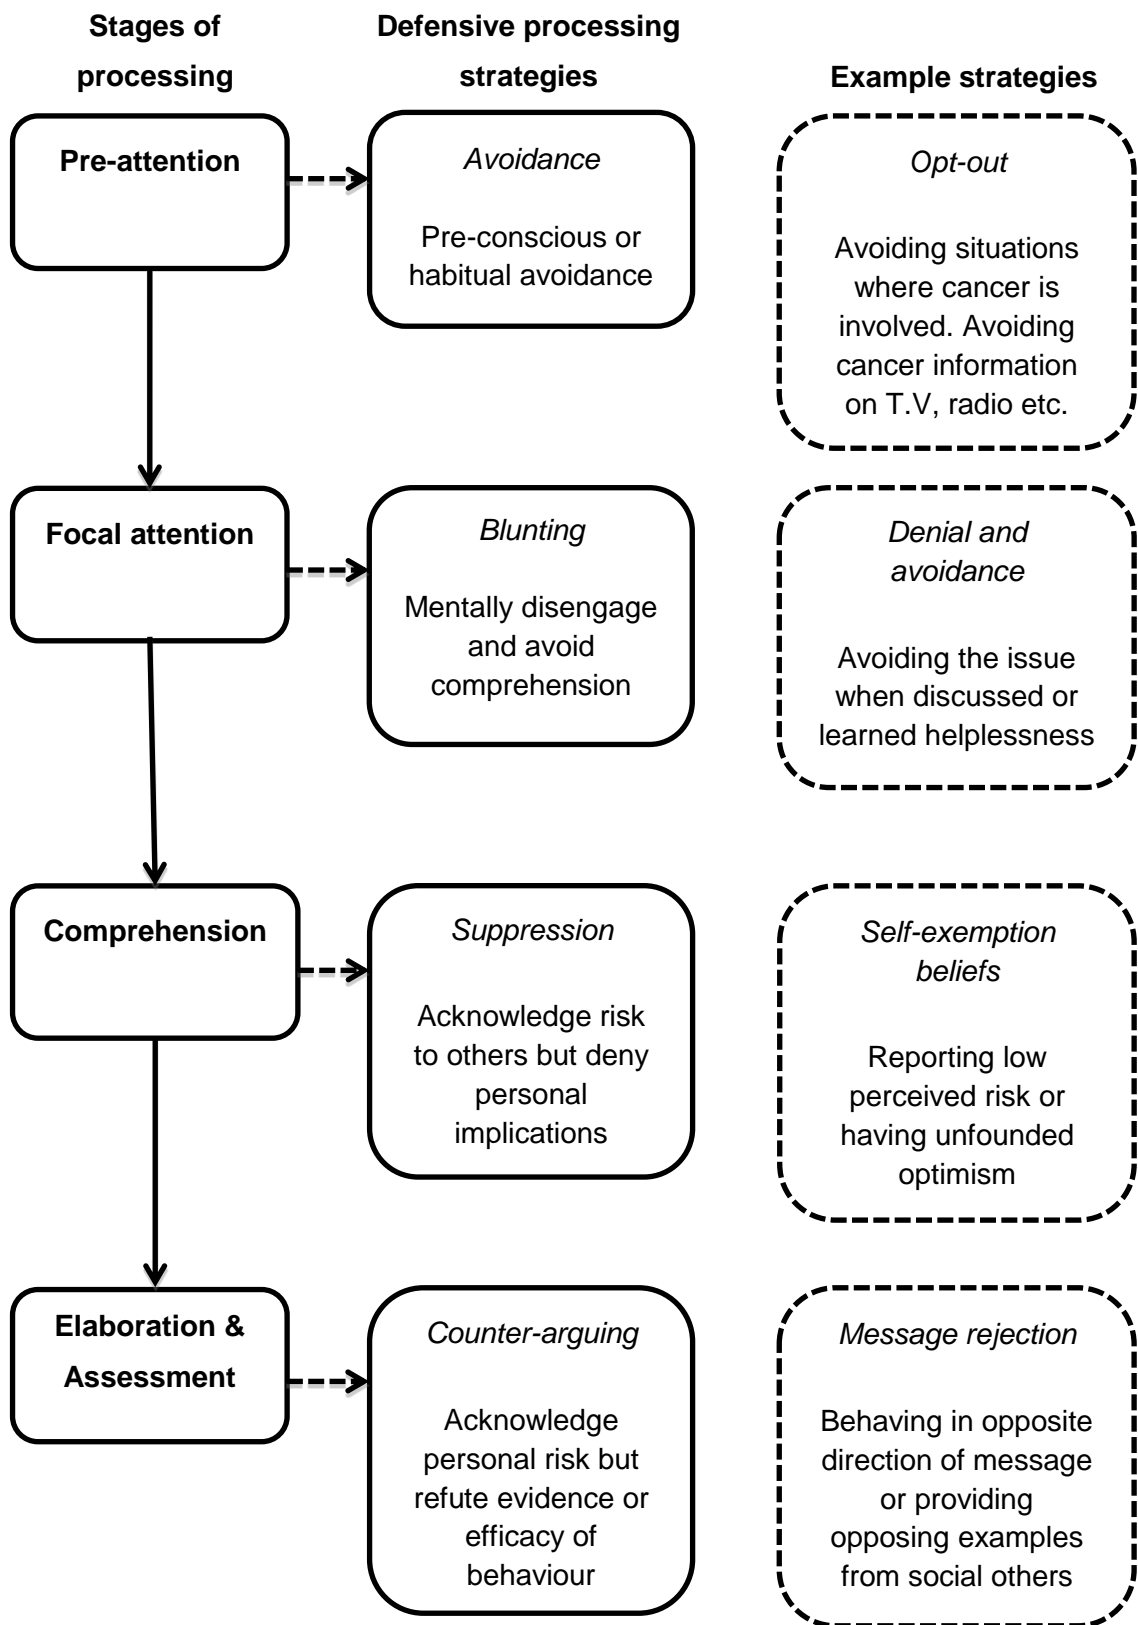 Stages of
processing
Defensive processing
strategies
Example strategies
Pre-attention
Avoidance
Pre-conscious or
habitual avoidance
Opt-out
Avoiding situations
where cancer is
involved. Avoiding
cancer information
on T.V, radio etc.
Focal attention
Blunting
Mentally disengage
and avoid
comprehension
Denial and
avoidance
Avoiding the issue
when discussed or
learned helplessness
Comprehension
Suppression
Acknowledge risk
to others but deny
personal
implications
Self-exemption
beliefs
Reporting low
perceived risk or
having unfounded
optimism
Elaboration &
Assessment
Counter-arguing
Acknowledge
personal risk but
refute evidence or
efficacy of
behaviour
Message rejection
Behaving in opposite
direction of message
or providing
opposing examples
from social others